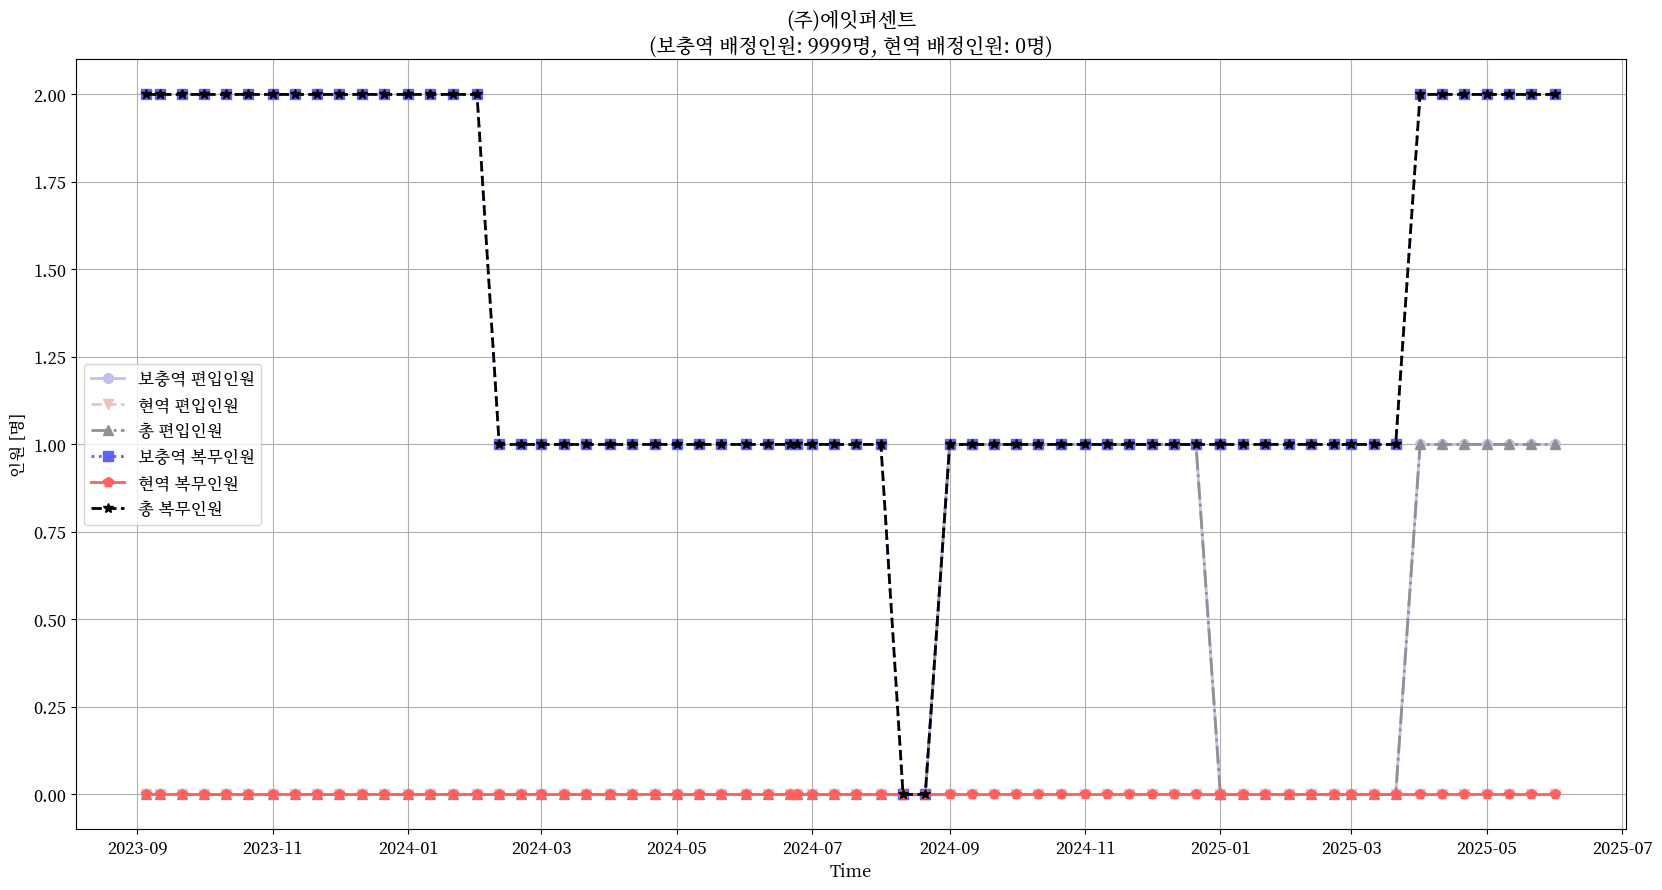 (주)에잇퍼센트
(보충역 배정인원: 9999명, 현역 배정인원: 0명)
인원 [명]
2.00
1.75
1.50
1.25
1.00
0.75
0.50
0.25
0.00
보충역 편입인원
현역 편입인원
총 편입인원
보충역 복무인원
현역 복무인원
총 복무인원
2023-09 2023-11 2024-01 2024-03 2024-05 2024-07 2024-09 2024-11 2025-01 2025-03 2025-05 2025-07
Time